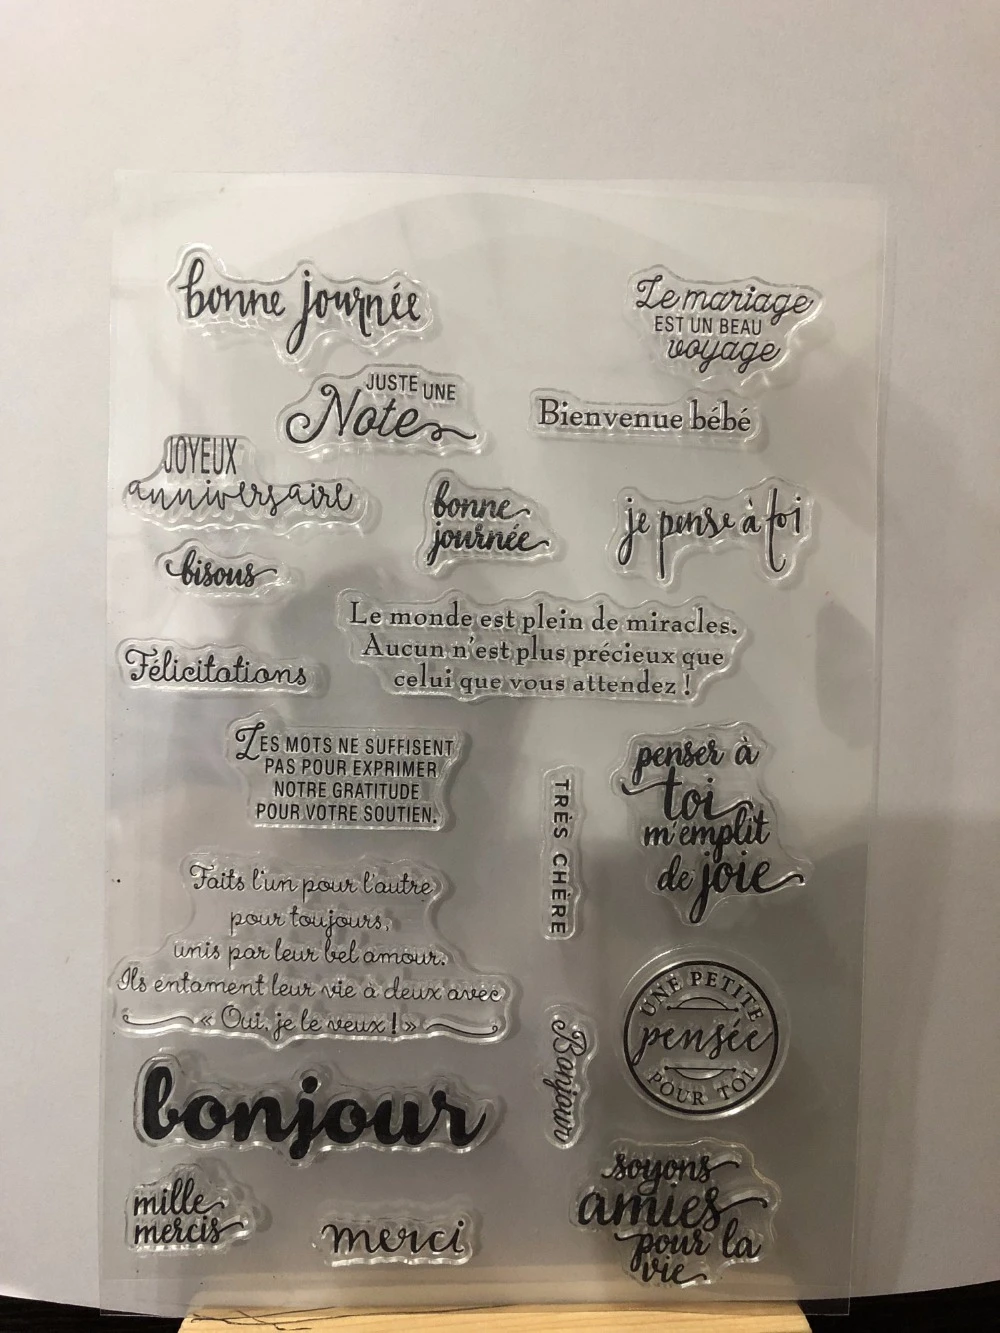 bonne journée
Le mariage
EST UN BEAU
voyage
JUSTE UNE
Note
Bienvenue bébé
JOYEUX
anniversaire
bonne
journée
je pense à toi
bisous
Le monde est plein de miracles.
Aucun n'est plus précieux que
celui que vous attendez !
Félicitations
LES MOTS NE SUFFISENT
PAS POUR EXPRIMER
NOTRE GRATITUDE
POUR VOTRE SOUTIEN.
penser à
toi
m'emplit
de joie
TRÈS CHÈRE
Faits l'un pour l'autre
pour toujours,
unis par leur bel amour.
Ils entament leur vie à deux avec
« Oui, je le veux ! »
UNE PETITE
pensée
POUR TOI
Bonjour
bonjour
soyons
amies
pour la
vie
mille
mercis
merci